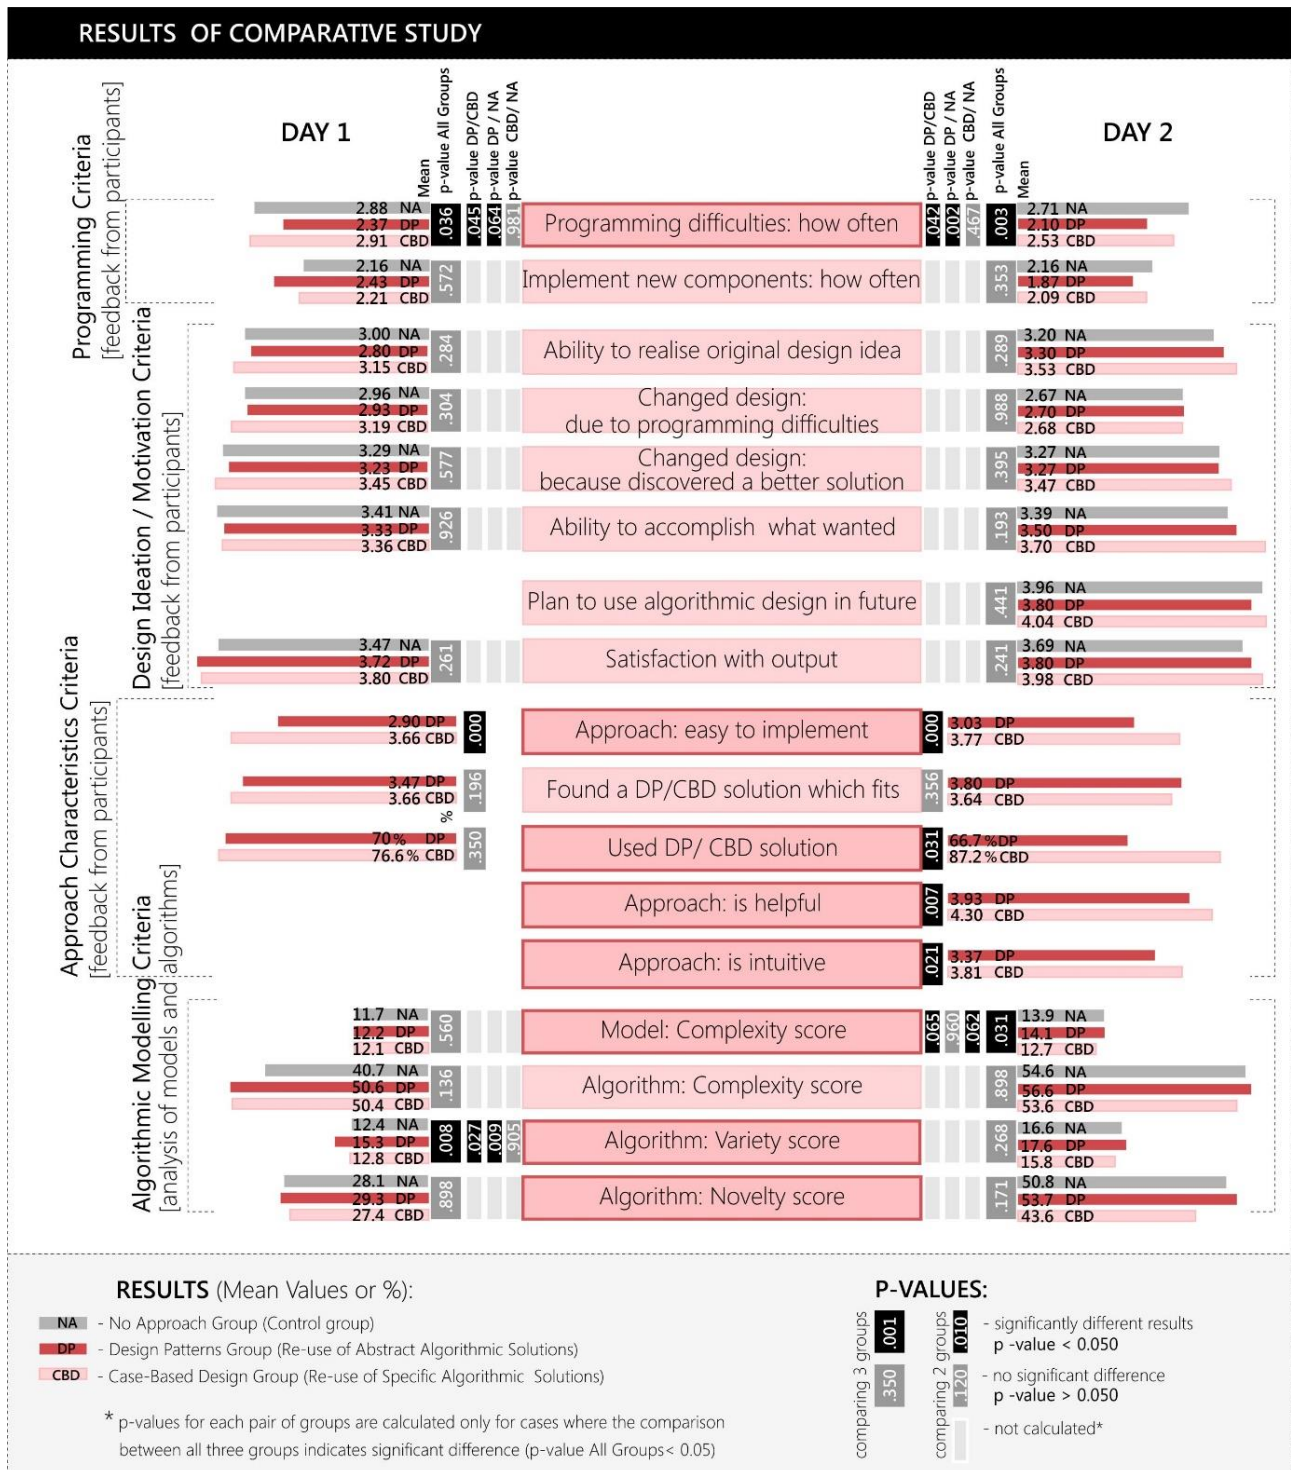 RESULTS OF COMPARATIVE STUDY
DAY 1
Mean
p-value All Groups
p-value DP/CBD
p-value DP / NA
p-value CBD/ NA
p-value DP/CBD
p-value DP / NA
p-value CBD/ NA
p-value All Groups
Mean
DAY 2
Programming Criteria
[feedback from participants]
2.88 NA
2.37 DP
2.91 CBD
.036 .045 .064 .981
Programming difficulties: how often
.042 .002 .467 .003
2.71 NA
2.10 DP
2.53 CBD
2.16 NA
2.43 DP
2.21 CBD
.572
Implement new components: how often
.353
2.16 NA
1.87 DP
2.09 CBD
Design Ideation / Motivation Criteria
[feedback from participants]
3.00 NA
2.80 DP
3.15 CBD
.284
Ability to realise original design idea
.289
3.20 NA
3.30 DP
3.53 CBD
2.96 NA
2.93 DP
3.19 CBD
.304
Changed design:
due to programming difficulties
.988
2.67 NA
2.70 DP
2.68 CBD
3.29 NA
3.23 DP
3.45 CBD
.577
Changed design:
because discovered a better solution
.395
3.27 NA
3.27 DP
3.47 CBD
3.41 NA
3.33 DP
3.36 CBD
.926
Ability to accomplish what wanted
.193
3.39 NA
3.50 DP
3.70 CBD
Plan to use algorithmic design in future
.441
3.96 NA
3.80 DP
4.04 CBD
3.47 NA
3.72 DP
3.80 CBD
.261
Satisfaction with output
.241
3.69 NA
3.80 DP
3.98 CBD
Approach Characteristics Criteria
[feedback from participants]
2.90 DP
3.66 CBD
.000
Approach: easy to implement
.000
3.03 DP
3.77 CBD
3.47 DP
3.66 CBD
.196
Found a DP/CBD solution which fits
.356
3.80 DP
3.64 CBD
%
70% DP
76.6% CBD
.350
Used DP/ CBD solution
.031
66.7%DP
87.2%CBD
Approach: is helpful
.007
3.93 DP
4.30 CBD
Approach: is intuitive
.021
3.37 DP
3.81 CBD
Algorithmic Modelling Criteria
[analysis of models and algorithms]
11.7 NA
12.2 DP
12.1 CBD
.560
Model: Complexity score
.065 .960 .062 .031
13.9 NA
14.1 DP
12.7 CBD
40.7 NA
50.6 DP
50.4 CBD
.136
Algorithm: Complexity score
.898
54.6 NA
56.6 DP
53.6 CBD
12.4 NA
15.3 DP
12.8 CBD
.008 .027 .009 .905
Algorithm: Variety score
.268
16.6 NA
17.6 DP
15.8 CBD
28.1 NA
29.3 DP
27.4 CBD
.898
Algorithm: Novelty score
.171
50.8 NA
53.7 DP
43.6 CBD
RESULTS (Mean Values or %):
NA - No Approach Group (Control group)
DP - Design Patterns Group (Re-use of Abstract Algorithmic Solutions)
CBD - Case-Based Design Group (Re-use of Specific Algorithmic Solutions)
* p-values for each pair of groups are calculated only for cases where the comparison
between all three groups indicates significant difference (p-value All Groups< 0.05)
P-VALUES:
comparing 3 groups
.001
.350
comparing 2 groups
.010
.120
- significantly different results
p -value < 0.050
- no significant difference
p -value > 0.050
- not calculated*